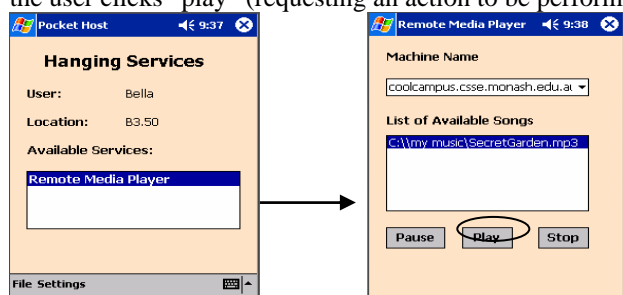 the user clicks "play" (requesting an action to be perform
Pocket Host 9:37
Hanging Services
User: Bella
Location: B3.50
Available Services:
Remote Media Player
File Settings
Remote Media Player 9:38
Machine Name
coolcampus.csse.monash.edu.au
List of Available Songs
C:\\my music\SecretGarden.mp3
Pause Play Stop